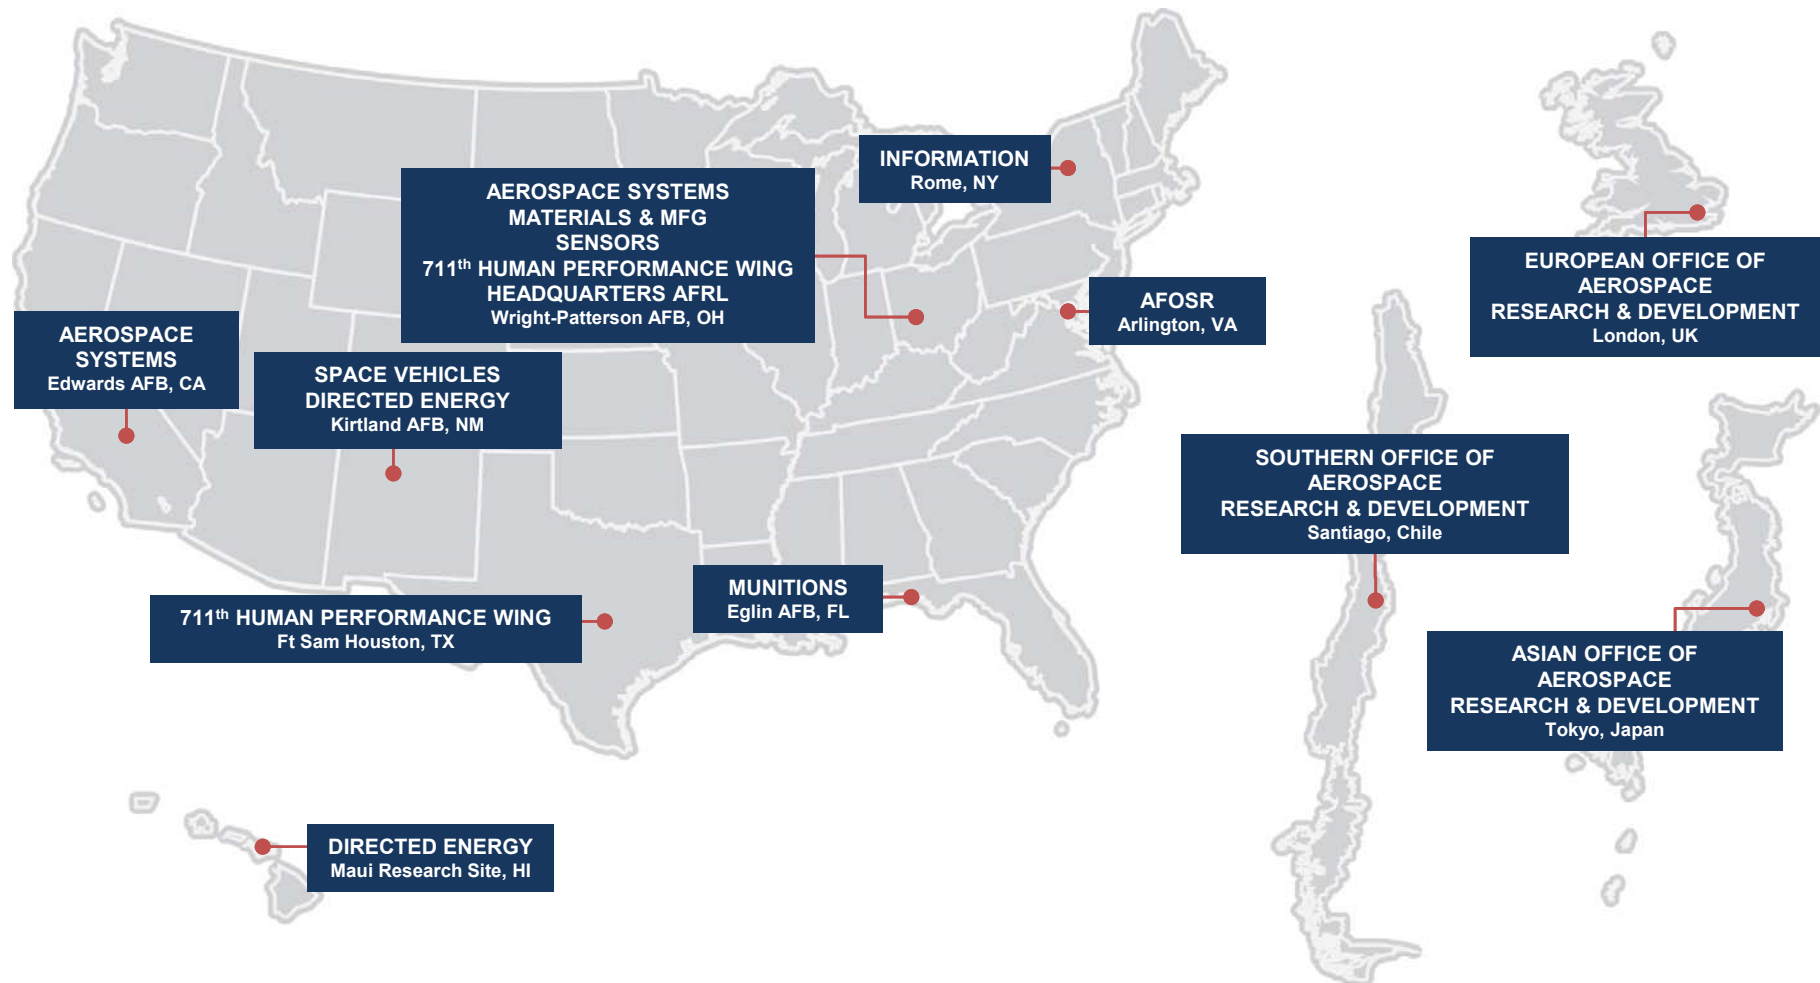 INFORMATION
Rome, NY
AEROSPACE SYSTEMS
MATERIALS & MFG
SENSORS
711th HUMAN PERFORMANCE WING
HEADQUARTERS AFRL
Wright-Patterson AFB, OH
EUROPEAN OFFICE OF
AEROSPACE
RESEARCH & DEVELOPMENT
London, UK
AFOSR
Arlington, VA
AEROSPACE
SYSTEMS
Edwards AFB, CA
SPACE VEHICLES
DIRECTED ENERGY
Kirtland AFB, NM
SOUTHERN OFFICE OF
AEROSPACE
RESEARCH & DEVELOPMENT
Santiago, Chile
MUNITIONS
Eglin AFB, FL
711th HUMAN PERFORMANCE WING
Ft Sam Houston, TX
ASIAN OFFICE OF
AEROSPACE
RESEARCH & DEVELOPMENT
Tokyo, Japan
DIRECTED ENERGY
Maui Research Site, HI